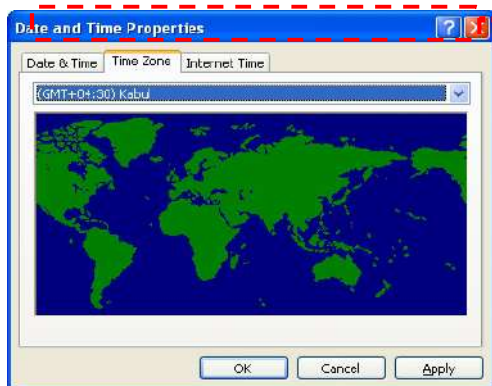 Date and Time Properties
Date & Time Time Zone Internet Time
(GMT+04:30) Kabul
OK Cancel Apply